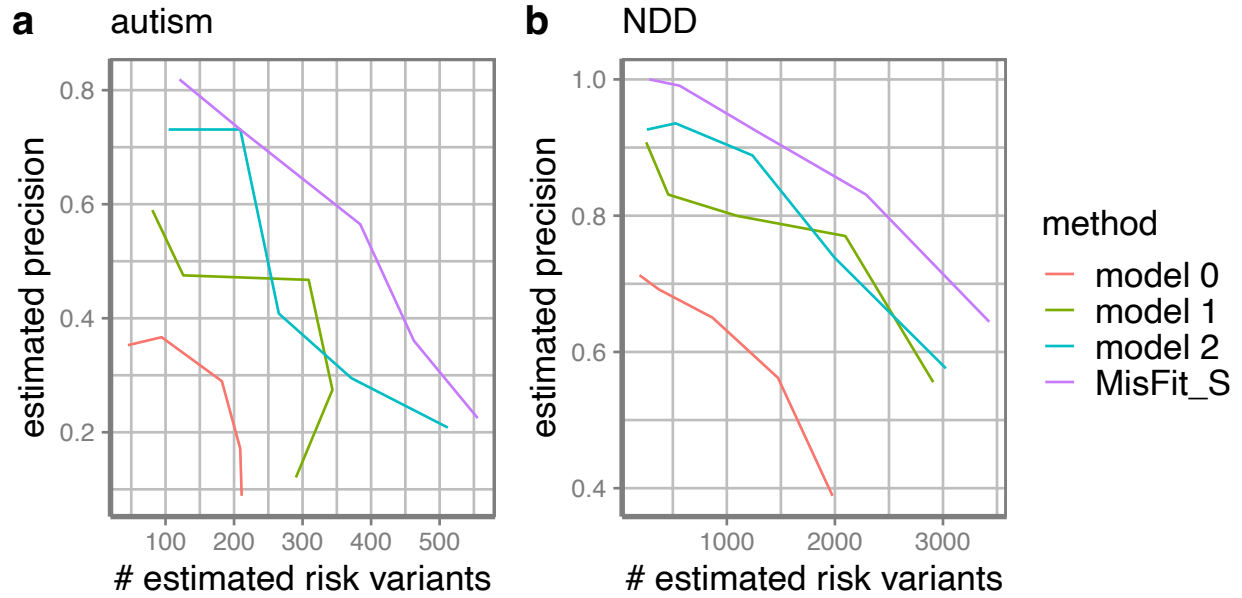 a autism
estimated precision
0.8
0.6
0.4
0.2
100 200 300 400 500
# estimated risk variants
b NDD
estimated precision
1.0
0.8
0.6
0.4
1000 2000 3000
# estimated risk variants
method
model 0
model 1
model 2
MisFit_S